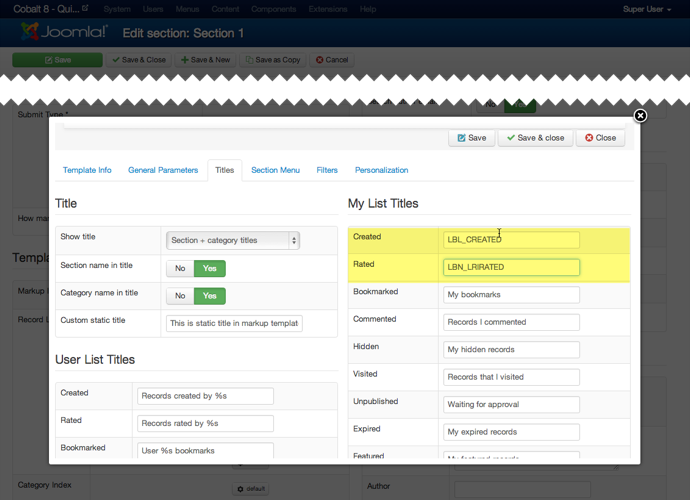 Cobalt 8 - Qui... System Users Menus Content Components Extensions Help Super User
Joomla!® Edit section: Section 1
Save Save & Close Save & New Save as Copy Cancel
Submit Type *
No
Save Save & close Close
Template Info General Parameters Titles Section Menu Filters Personalization
Title
Show title Section + category titles
Section name in title No Yes
Category name in title No Yes
Custom static title This is static title in markup templat
User List Titles
Created Records created by %s
Rated Records rated by %s
Bookmarked User %s bookmarks
My List Titles
Created LBL_CREATED
Rated LBN_LRIRATED
Bookmarked My bookmarks
Commented Records I commented
Hidden My hidden records
Visited Records that I visited
Unpublished Waiting for approval
Expired My expired records
Featured My featured records
How man
Templa
Markup
Record L
Category Index default
Author